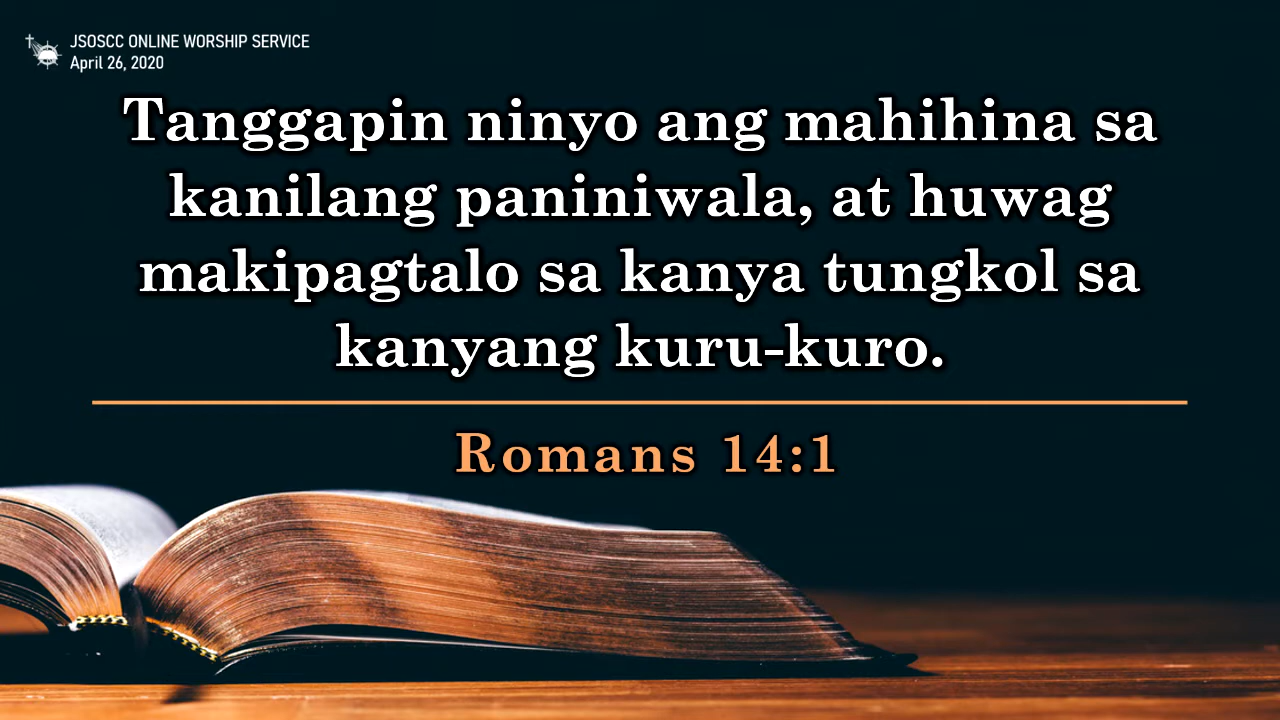 JSOSCC ONLINE WORSHIP SERVICE
April 26, 2020
Tanggapin ninyo ang mahihina sa
kanilang paniniwala, at huwag
makipagtalo sa kanya tungkol sa
kanyang kuru-kuro.
Romans 14:1